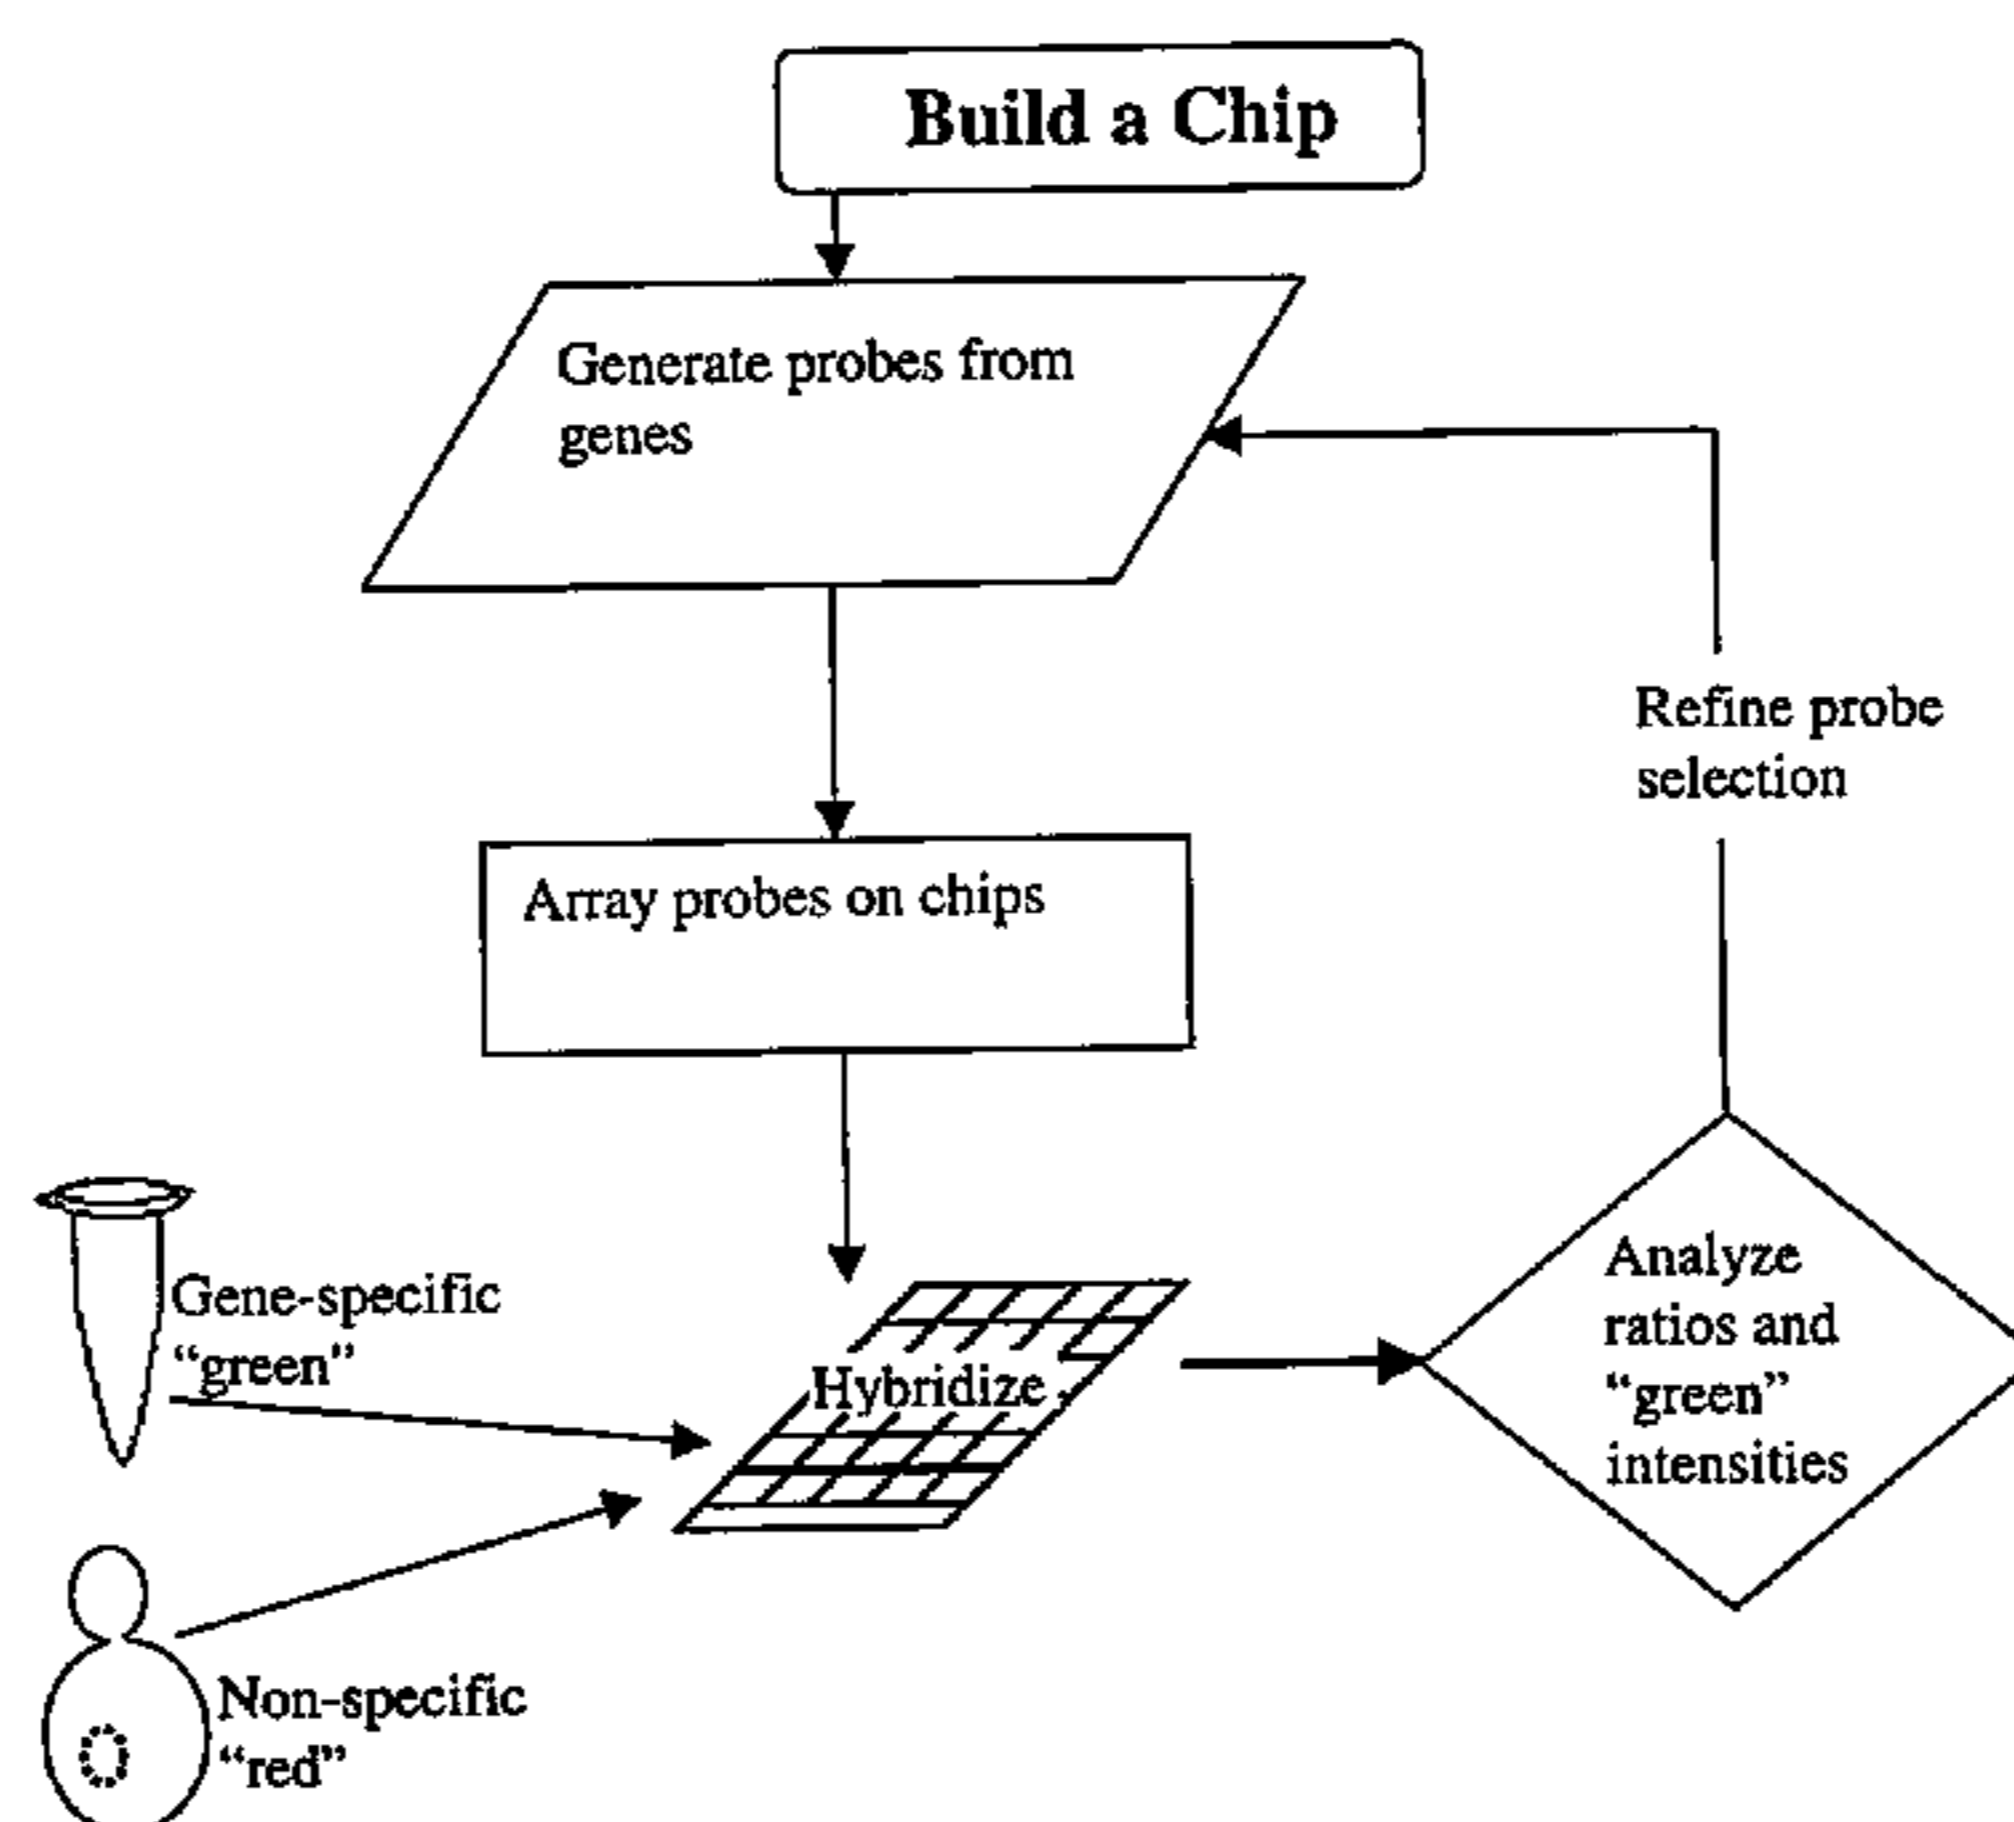 Build a Chip
Generate probes from
genes
Refine probe
selection
Array probes on chips
Gene-specific
“green”
Hybridize
Analyze
ratios and
“green”
intensities
Non-specific
“red”